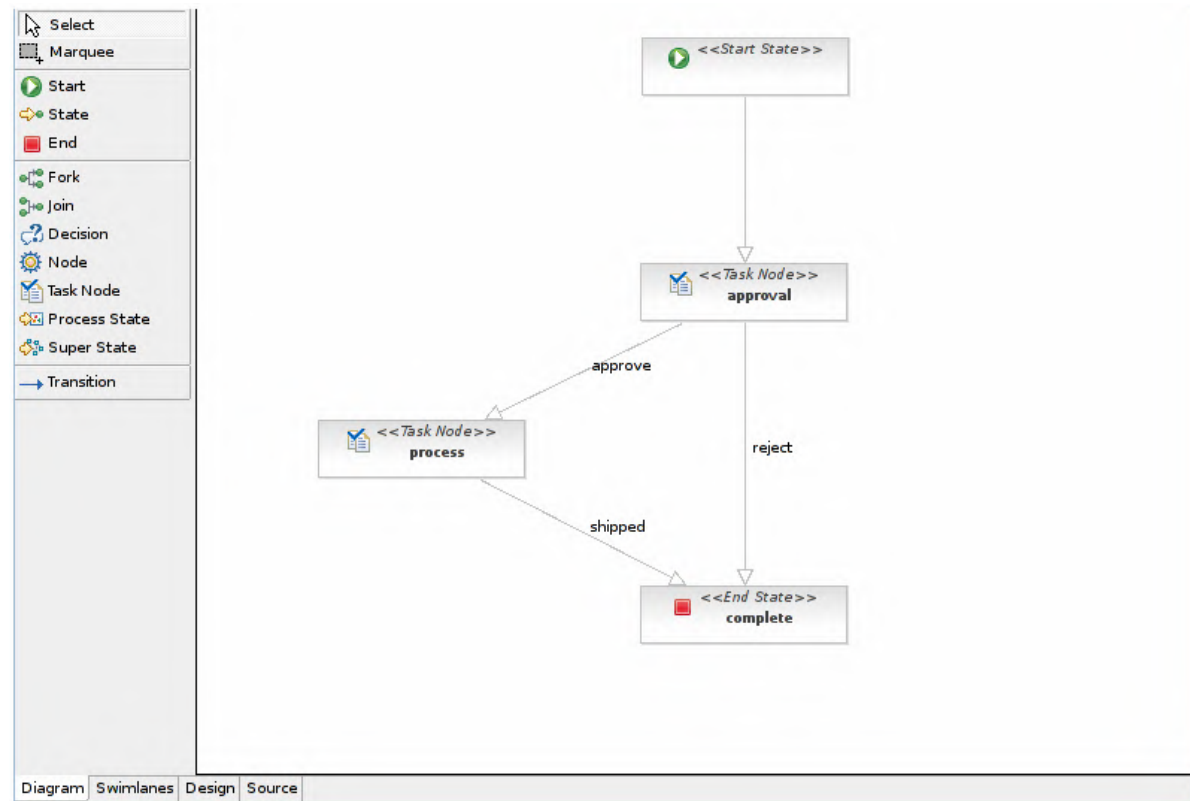 Select
Marquee
Start
State
End
Fork
Join
Decision
Node
Task Node
Process State
Super State
Transition
<<Start State>>
<<Task Node>>
approval
approve
<<Task Node>>
process
reject
shipped
<<End State>>
complete
Diagram Swimlanes Design Source